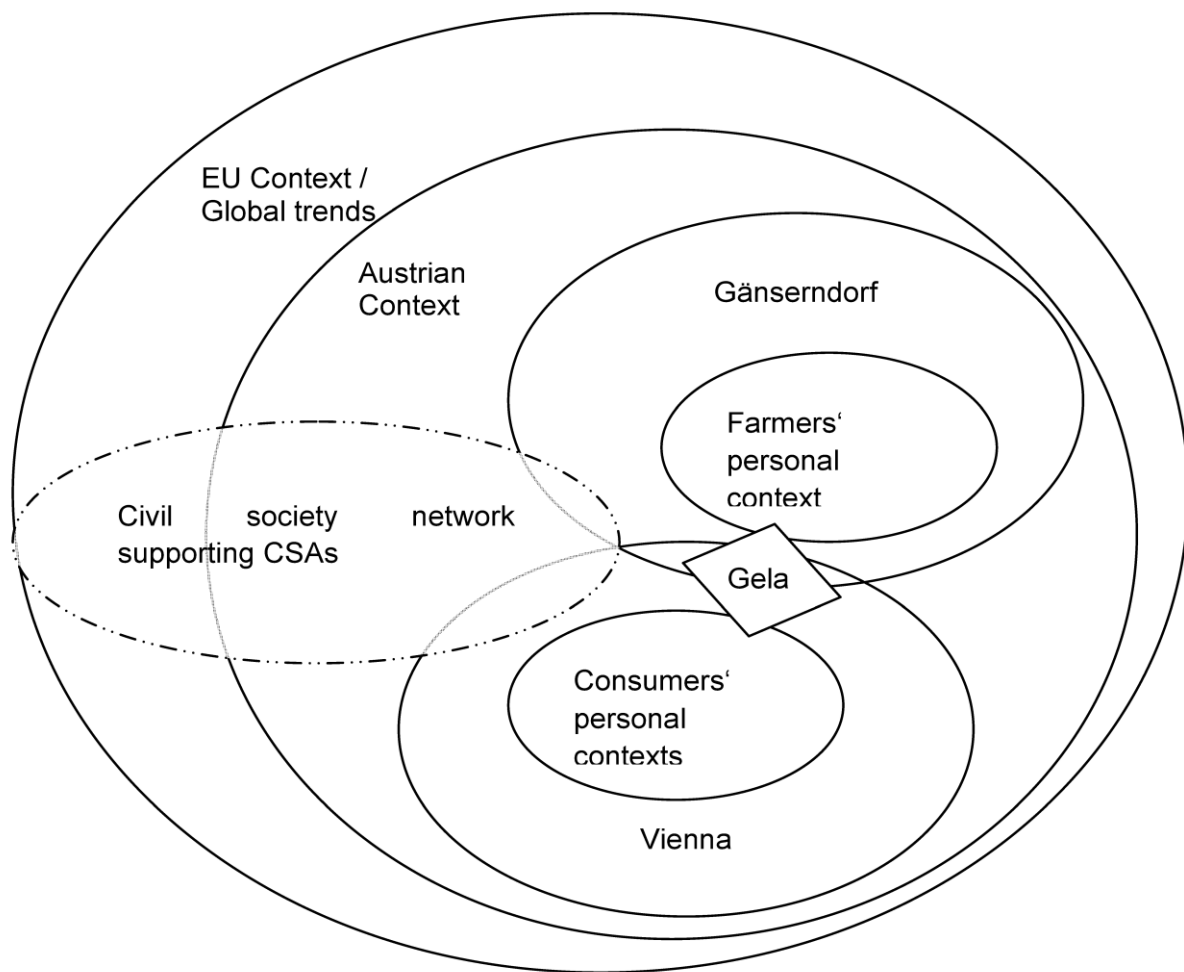 EU Context /
Global trends
Austrian
Context
Gänserndorf
Farmers‘
personal
context
Civil society network
supporting CSAs
Gela
Consumers‘
personal
contexts
Vienna